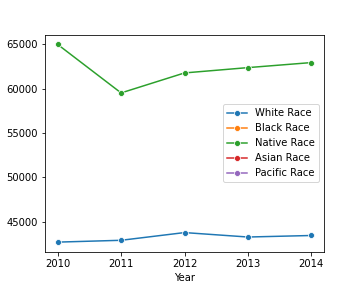 65000
60000
55000
50000
45000
White Race
Black Race
Native Race
Asian Race
Pacific Race
2010 2011 2012 2013 2014
Year